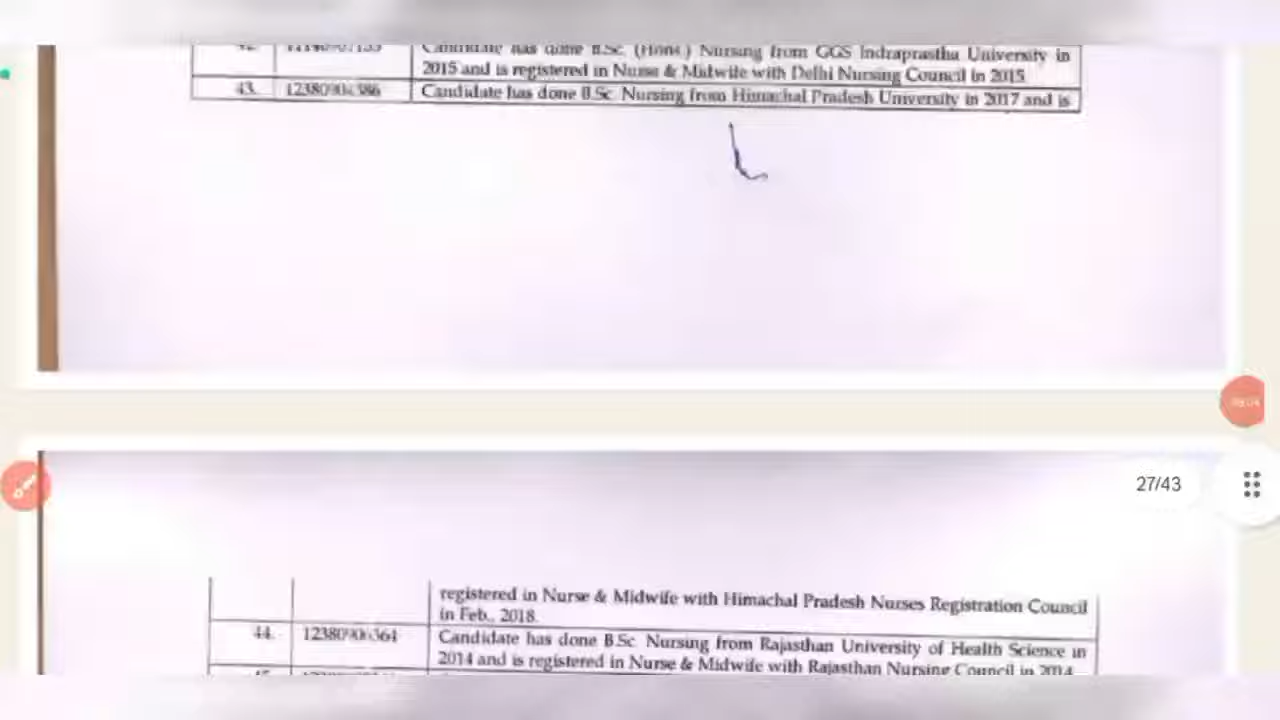 Candidate has done B.Sc. (Hons.) Nursing from GGS Indraprastha University in
2015 and is registered in Nurse & Midwife with Delhi Nursing Council in 2015
43. Candidate has done B.Sc. Nursing from Himachal Pradesh University in 2017 and is
27/43
registered in Nurse & Midwife with Himachal Pradesh Nurses Registration Council
in Feb., 2018.
44. Candidate has done B.Sc. Nursing from Rajasthan University of Health Science in
2014 and is registered in Nurse & Midwife with Rajasthan Nursing Council in 2014